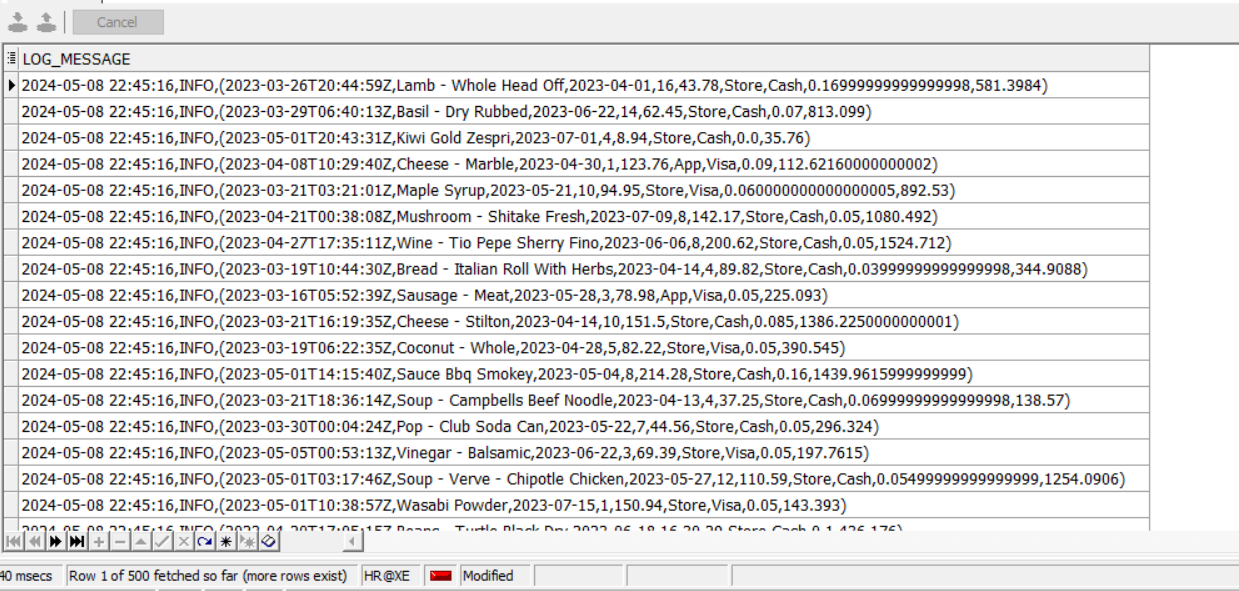 Cancel
LOG_MESSAGE
2024-05-08 22:45:16,INFO,(2023-03-26T20:44:59Z,Lamb - Whole Head Off,2023-04-01,16,43.78,Store,Cash,0.16999999999999998,581.3984)
2024-05-08 22:45:16,INFO,(2023-03-29T06:40:13Z,Basil - Dry Rubbed,2023-06-22,14,62.45,Store,Cash,0.07,813.099)
2024-05-08 22:45:16,INFO,(2023-05-01T20:43:31Z,Kiwi Gold Zespri,2023-07-01,4,8.94,Store,Cash,0.0,35.76)
2024-05-08 22:45:16,INFO,(2023-04-08T10:29:40Z,Cheese - Marble,2023-04-30,1,123.76,App,Visa,0.09,112.62160000000002)
2024-05-08 22:45:16,INFO,(2023-03-21T03:21:01Z,Maple Syrup,2023-05-21,10,94.95,Store,Visa,0.060000000000000005,892.53)
2024-05-08 22:45:16,INFO,(2023-04-21T00:38:08Z,Mushroom - Shitake Fresh,2023-07-09,8,142.17,Store,Cash,0.05,1080.492)
2024-05-08 22:45:16,INFO,(2023-04-27T17:35:11Z,Wine - Tio Pepe Sherry Fino,2023-06-06,8,200.62,Store,Cash,0.05,1524.712)
2024-05-08 22:45:16,INFO,(2023-03-19T10:44:30Z,Bread - Italian Roll With Herbs,2023-04-14,4,89.82,Store,Cash,0.03999999999999998,344.9088)
2024-05-08 22:45:16,INFO,(2023-03-16T05:52:39Z,Sausage - Meat,2023-05-28,3,78.98,App,Visa,0.05,225.093)
2024-05-08 22:45:16,INFO,(2023-03-21T16:19:35Z,Cheese - Stilton,2023-04-14,10,151.5,Store,Cash,0.085,1386.2250000000001)
2024-05-08 22:45:16,INFO,(2023-03-19T06:22:35Z,Coconut - Whole,2023-04-28,5,82.22,Store,Visa,0.05,390.545)
2024-05-08 22:45:16,INFO,(2023-05-01T14:15:40Z,Sauce Bbq Smokey,2023-05-04,8,214.28,Store,Cash,0.16,1439.9615999999999)
2024-05-08 22:45:16,INFO,(2023-03-21T18:36:14Z,Soup - Campbells Beef Noodle,2023-04-13,4,37.25,Store,Cash,0.06999999999999998,138.57)
2024-05-08 22:45:16,INFO,(2023-03-30T00:04:24Z,Pop - Club Soda Can,2023-05-22,7,44.56,Store,Cash,0.05,296.324)
2024-05-08 22:45:16,INFO,(2023-05-05T00:53:13Z,Vinegar - Balsamic,2023-06-22,3,69.39,Store,Visa,0.05,197.7615)
2024-05-08 22:45:16,INFO,(2023-05-01T03:17:46Z,Soup - Verve - Chipotle Chicken,2023-05-27,12,110.59,Store,Cash,0.05499999999999999,1254.0906)
2024-05-08 22:45:16,INFO,(2023-05-01T10:38:57Z,Wasabi Powder,2023-07-15,1,150.94,Store,Visa,0.05,143.393)
40 msecs Row 1 of 500 fetched so far (more rows exist) HR@XE Modified